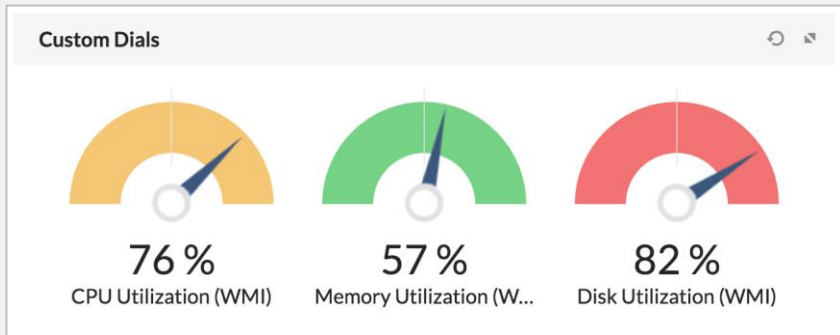 Custom Dials
76 %
CPU Utilization (WMI)
57 %
Memory Utilization (W...
82 %
Disk Utilization (WMI)